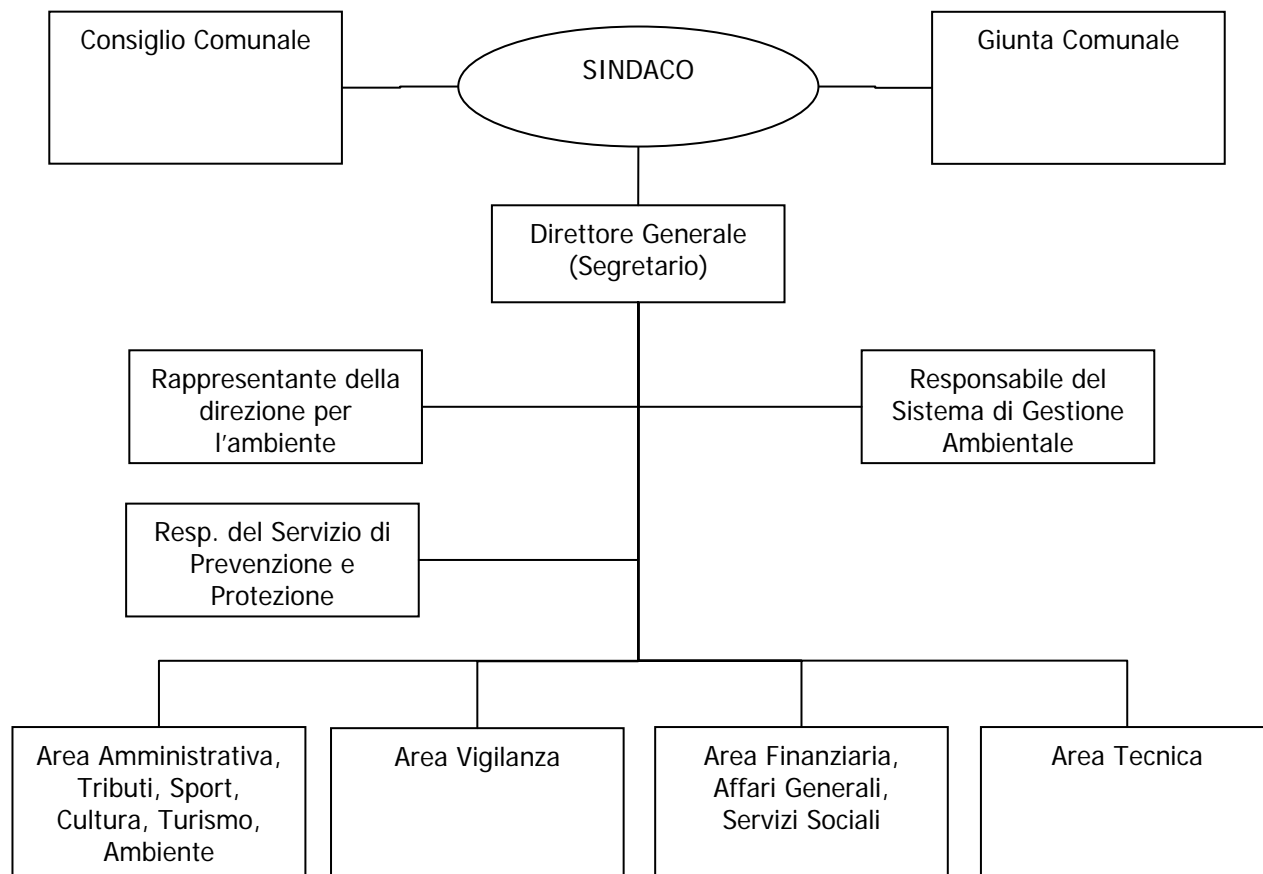 Consiglio Comunale
SINDACO
Giunta Comunale
Direttore Generale
(Segretario)
Rappresentante della
direzione per
l'ambiente
Responsabile del
Sistema di Gestione
Ambientale
Resp. del Servizio di
Prevenzione e
Protezione
Area Amministrativa,
Tributi, Sport,
Cultura, Turismo,
Ambiente
Area Vigilanza
Area Finanziaria,
Affari Generali,
Servizi Sociali
Area Tecnica